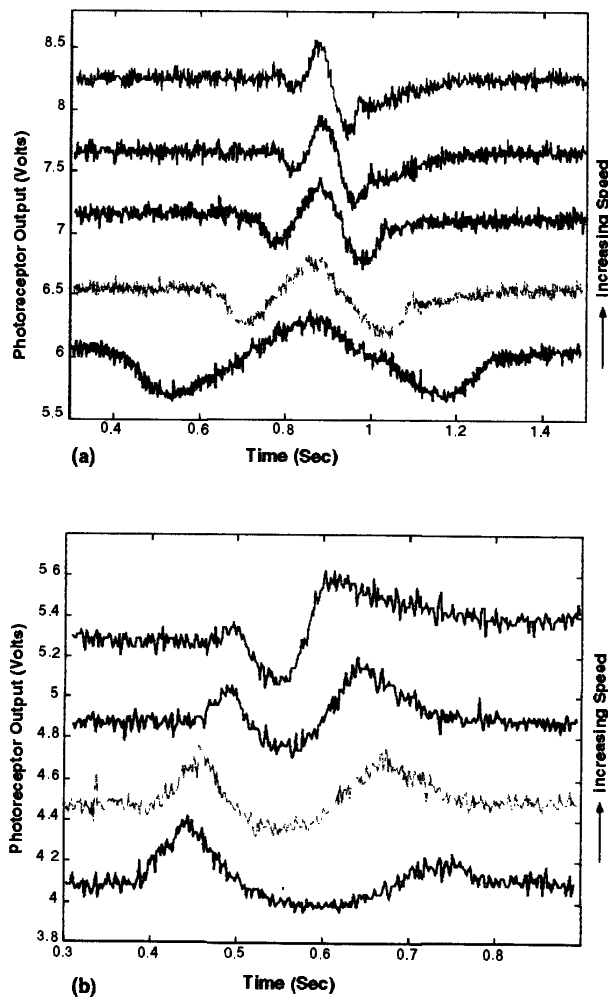 8.5
8
7.5
7
6.5
6
5.5
Photoreceptor Output (Volts)
Increasing Speed
0.4 0.6 0.8 1 1.2 1.4
(a) Time (Sec)
5 6
5.4
5.2
5
4.8
4.6
4.4
4 2
4
3.8
Photoreceptor Output (Volts)
Increasing Speed
0.3 0.4 0.5 0.6 0.7 0.8
(b) Time (Sec)